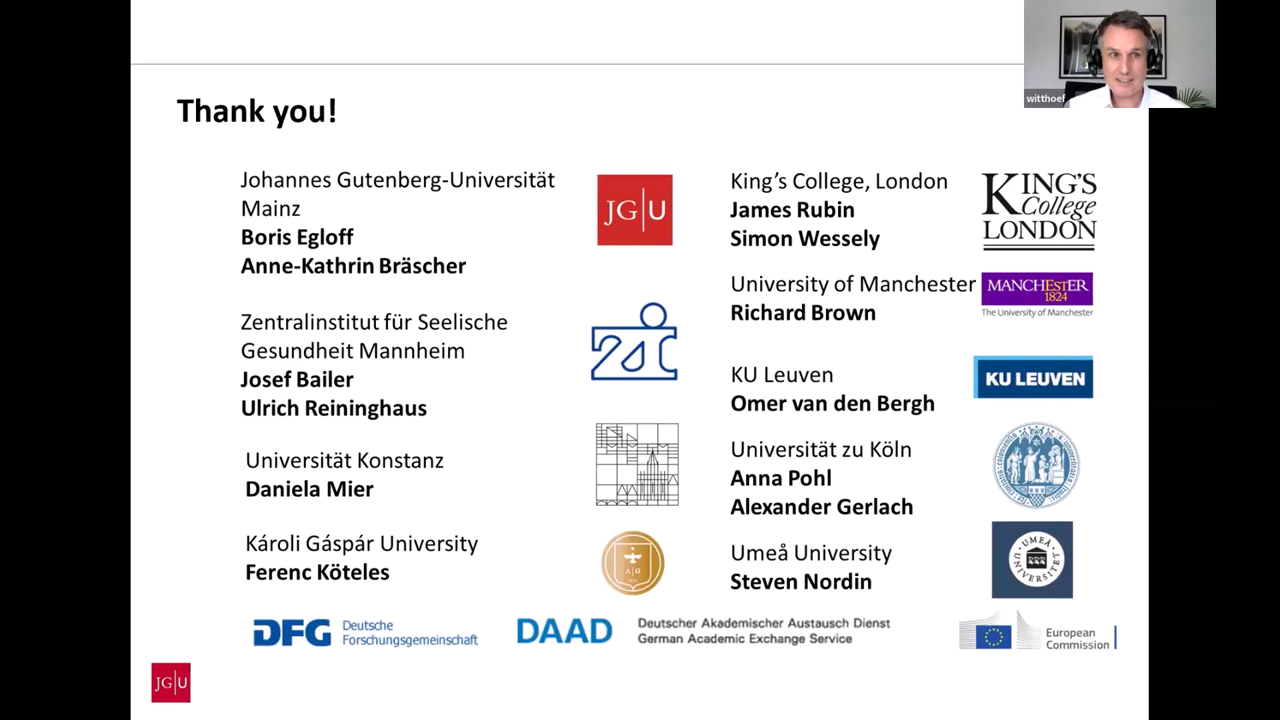 witthoef
Thank you!
Johannes Gutenberg-Universität
Mainz
Boris Egloff
Anne-Kathrin Bräscher
JG|U
Zentralinstitut für Seelische
Gesundheit Mannheim
Josef Bailer
Ulrich Reininghaus
ZI
Universität Konstanz
Daniela Mier
Károli Gáspár University
Ferenc Köteles
King's College, London
James Rubin
Simon Wessely
KING'S
College
LONDON
University of Manchester
Richard Brown
MANCHESTER
1824
The University of Manchester
KU Leuven
Omer van den Bergh
KU LEUVEN
Universität zu Köln
Anna Pohl
Alexander Gerlach
Umeå University
Steven Nordin
UMEÅ
UNIVERSITET
DFG Deutsche
Forschungsgemeinschaft
DAAD Deutscher Akademischer Austausch Dienst
German Academic Exchange Service
European
Commission
JG|U